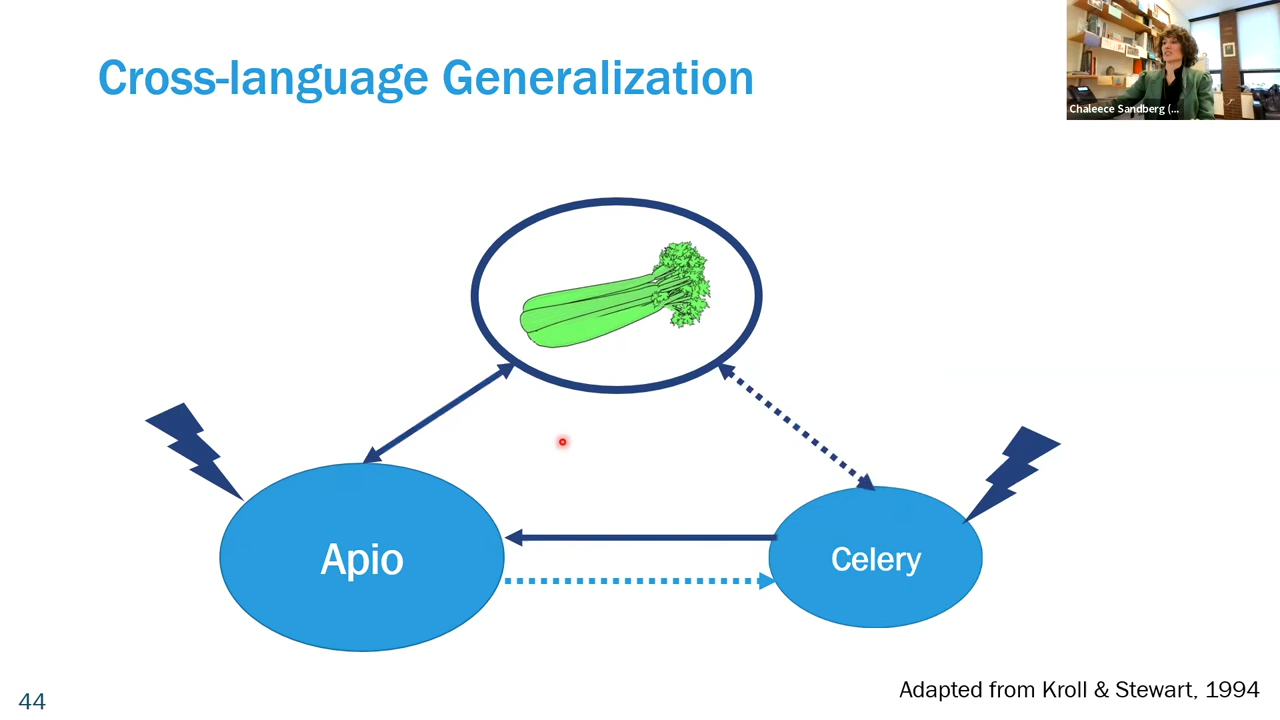 Cross-language Generalization
Chaleece Sandberg (...
Apio
Celery
Adapted from Kroll & Stewart, 1994
44